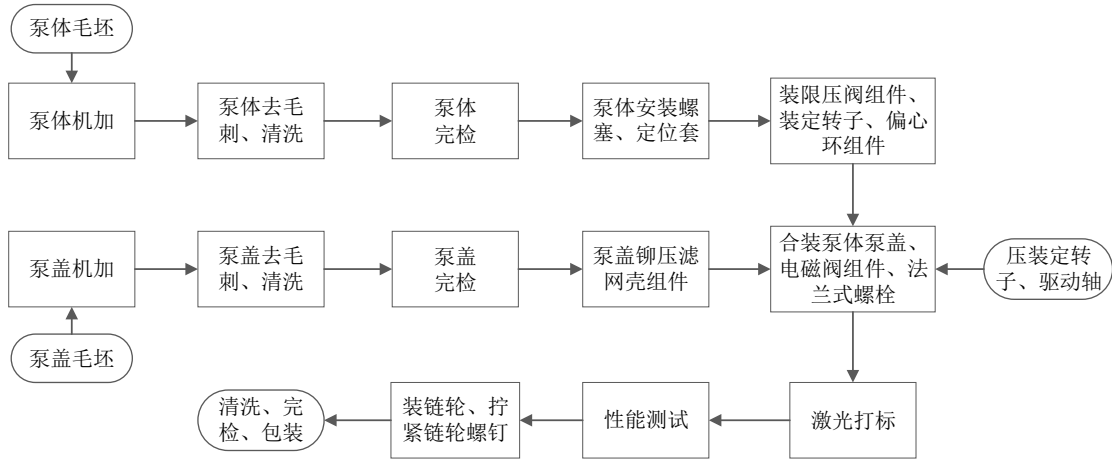 泵体毛坯
泵体机加
泵体去毛
刺、清洗
泵体
完检
泵体安装螺
塞、定位套
装限压阀组件、
装定转子、偏心
环组件
泵盖机加
泵盖去毛
刺、清洗
泵盖
完检
泵盖铆压滤
网壳组件
合装泵体泵盖、
电磁阀组件、法
兰式螺栓
压装定转
子、驱动轴
泵盖毛坯
清洗、完
检、包装
装链轮、拧
紧链轮螺钉
性能测试
激光打标